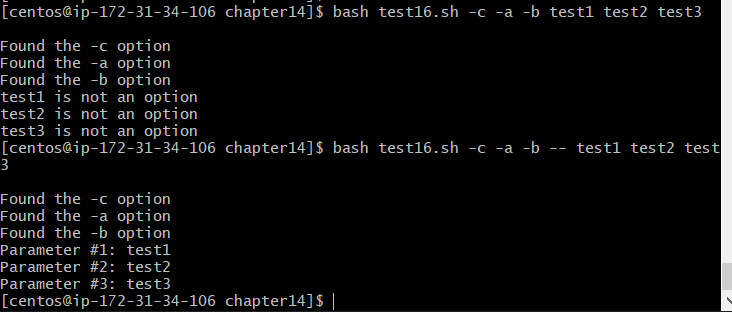 [centos@ip-172-31-34-106 chapter14]$ bash test16.sh -c -a -b test1 test2 test3
Found the -c option
Found the -a option
Found the -b option
test1 is not an option
test2 is not an option
test3 is not an option
[centos@ip-172-31-34-106 chapter14]$ bash test16.sh -c -a -b -- test1 test2 test
3
Found the -c option
Found the -a option
Found the -b option
Parameter #1: test1
Parameter #2: test2
Parameter #3: test3
[centos@ip-172-31-34-106 chapter14]$